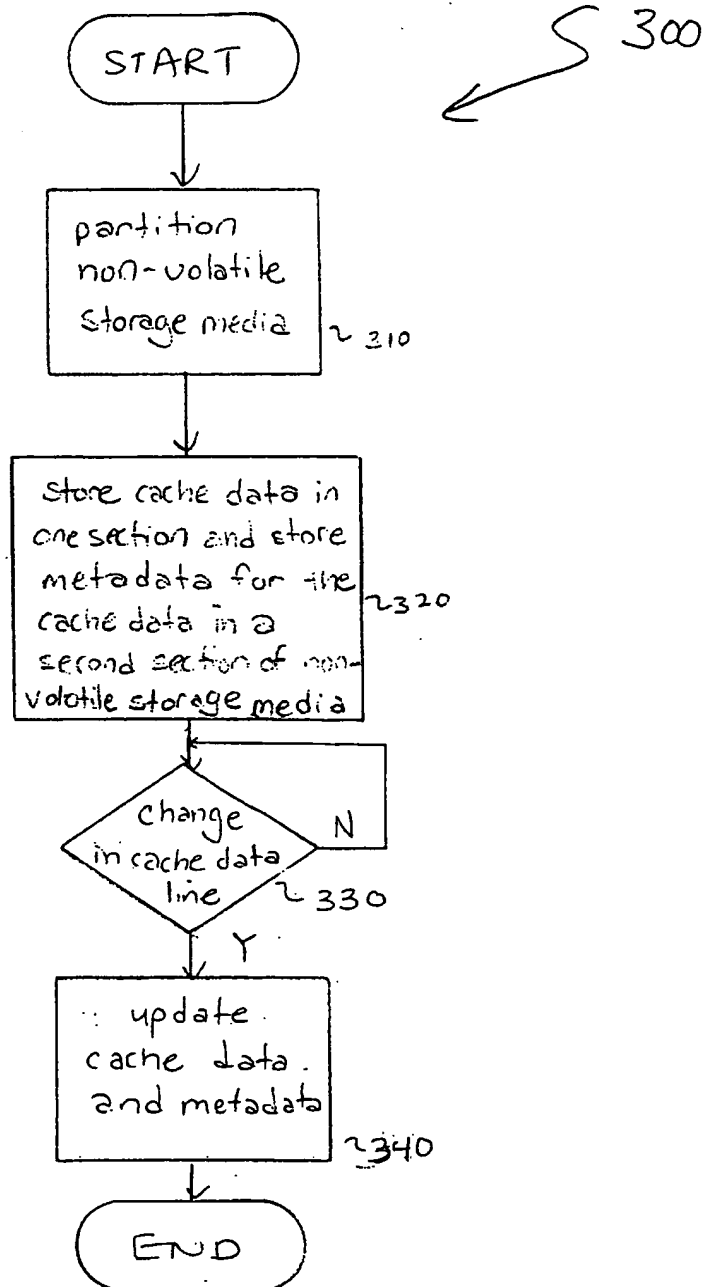 300
START
partition
non-volatile
storage media
310
store cache data in
one section and store
metadata for the
cache data in a
second section of non-
volatile storage media
320
change
in cache data
line
N
330
Y
update
cache data
and metadata
340
END